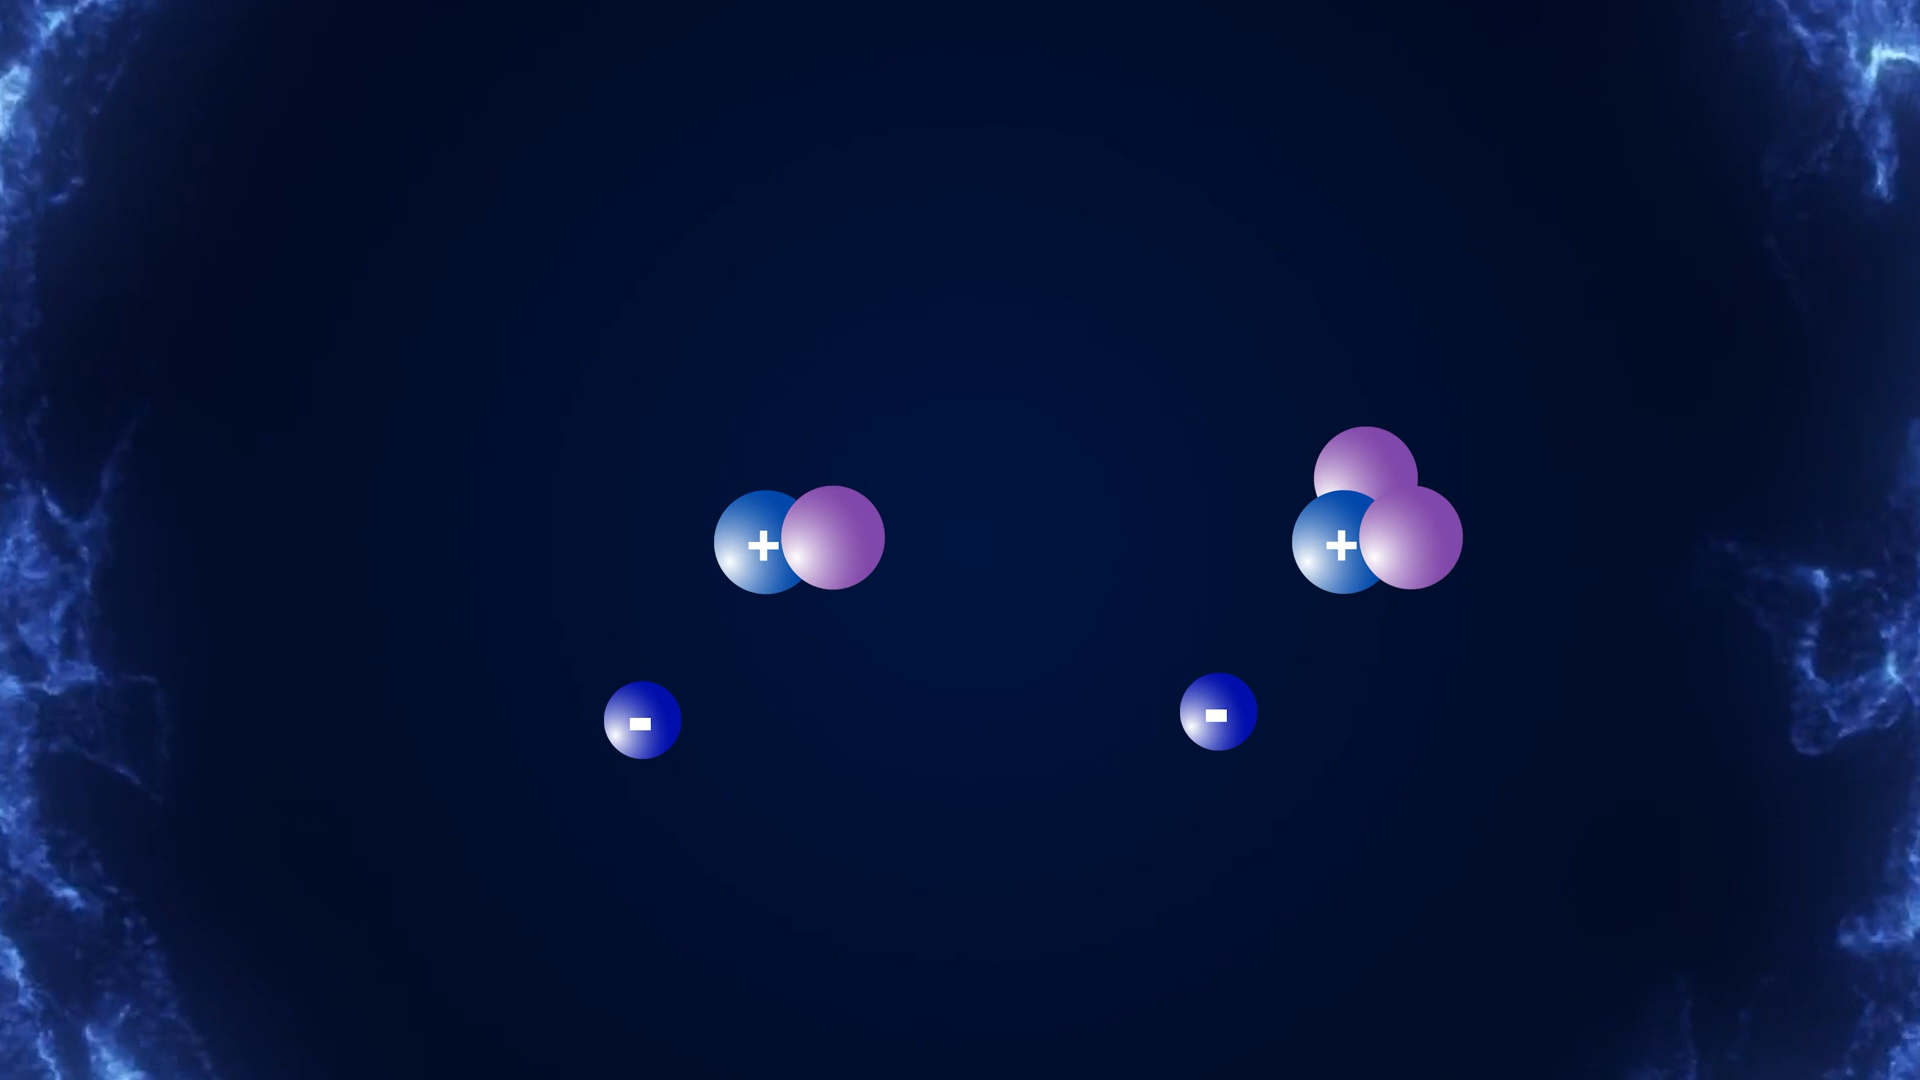 + +
- -